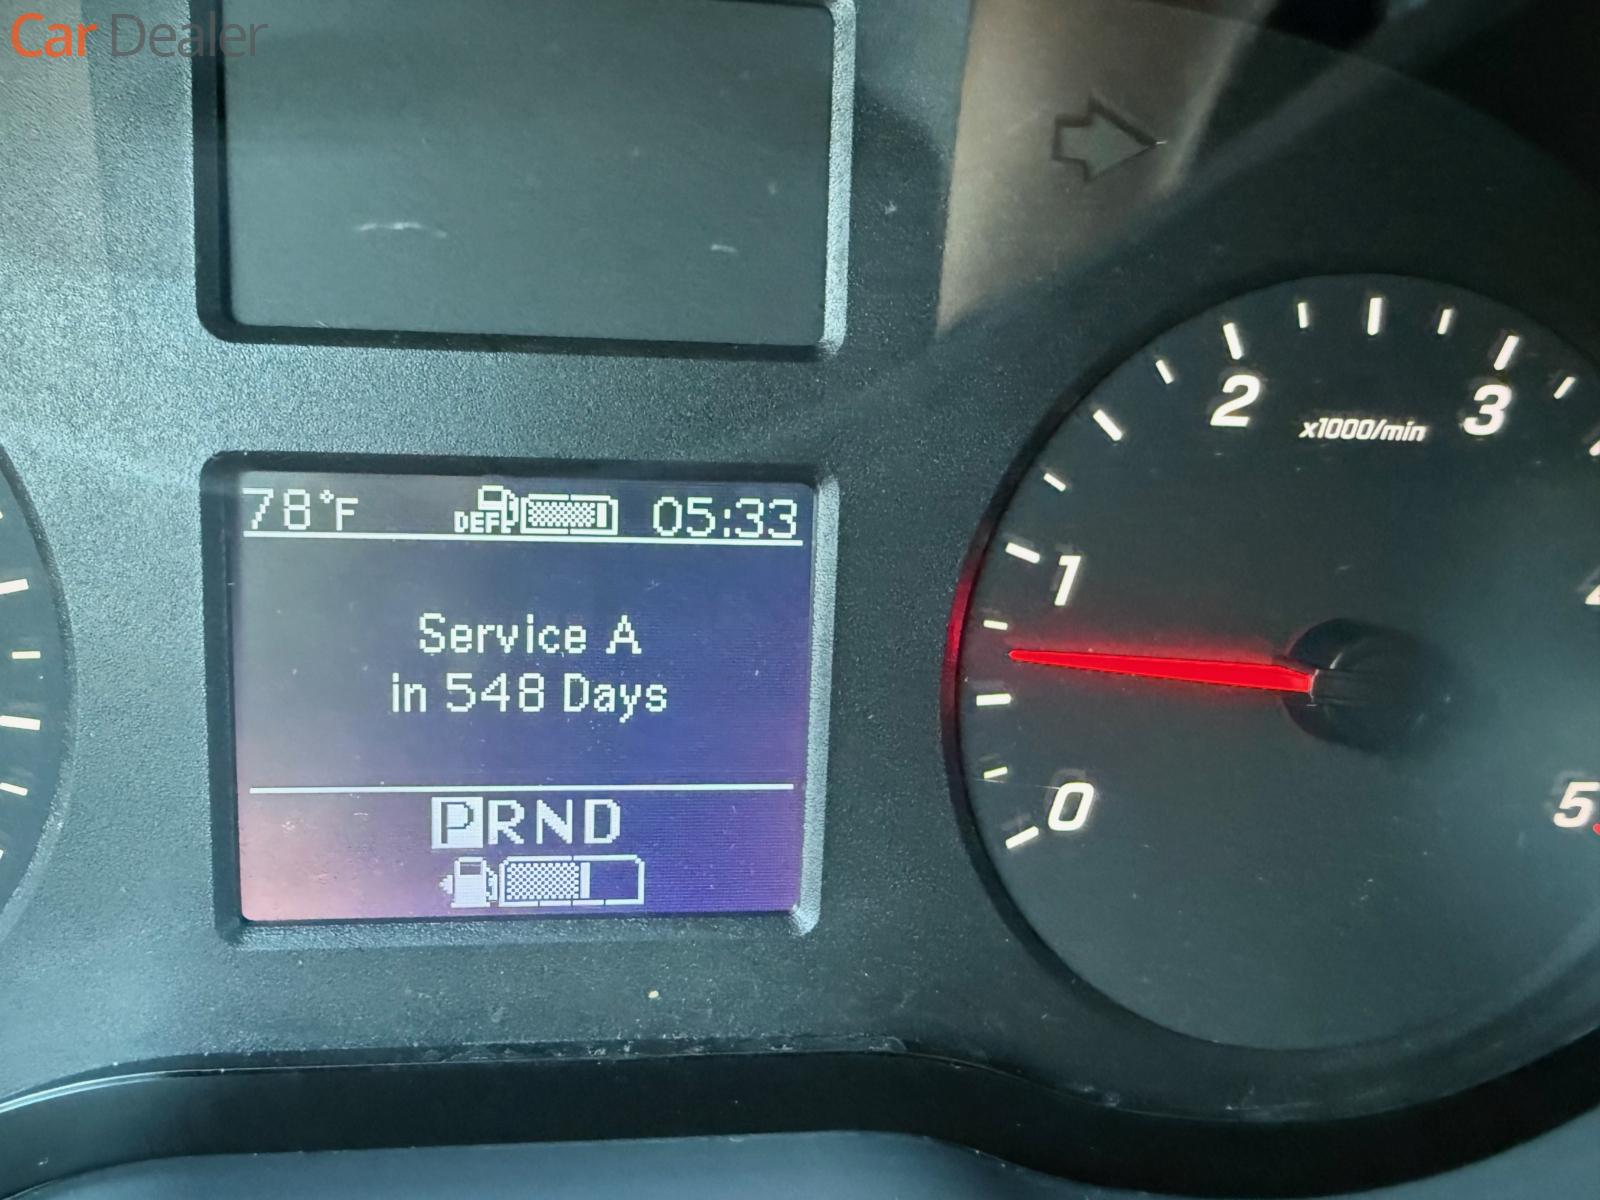 Car Dealer
78°F DEF 05:33
Service A
in 548 Days
PRND
0
1
2
3
x1000/min
5